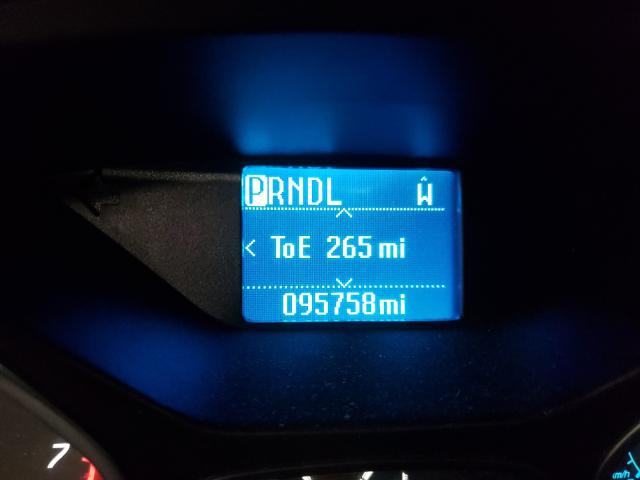 PRNDL Ŵ
< ToE 265 mi
095758mi
7
m/h